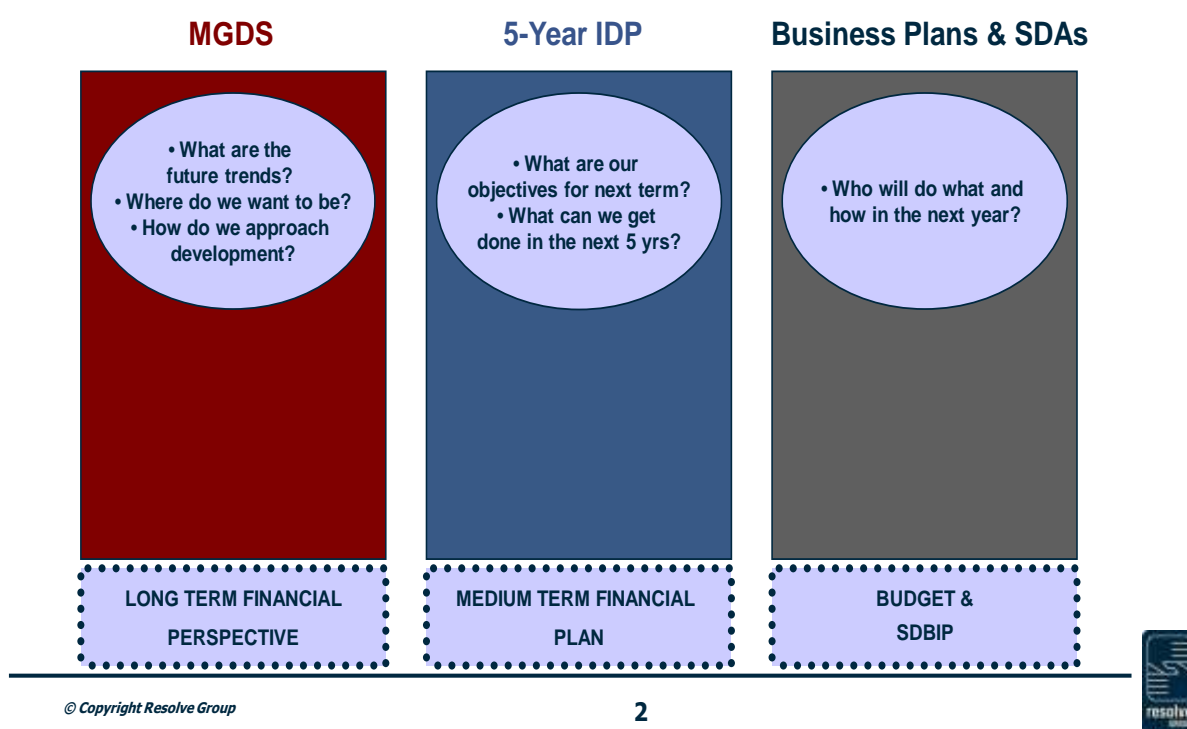 MGDS
5-Year IDP
Business Plans & SDAs
• What are the
future trends?
• Where do we want to be?
• How do we approach
development?
• What are our
objectives for next term?
• What can we get
done in the next 5 yrs?
• Who will do what and
how in the next year?
LONG TERM FINANCIAL
PERSPECTIVE
MEDIUM TERM FINANCIAL
PLAN
BUDGET &
SDBIP
© Copyright Resolve Group
2